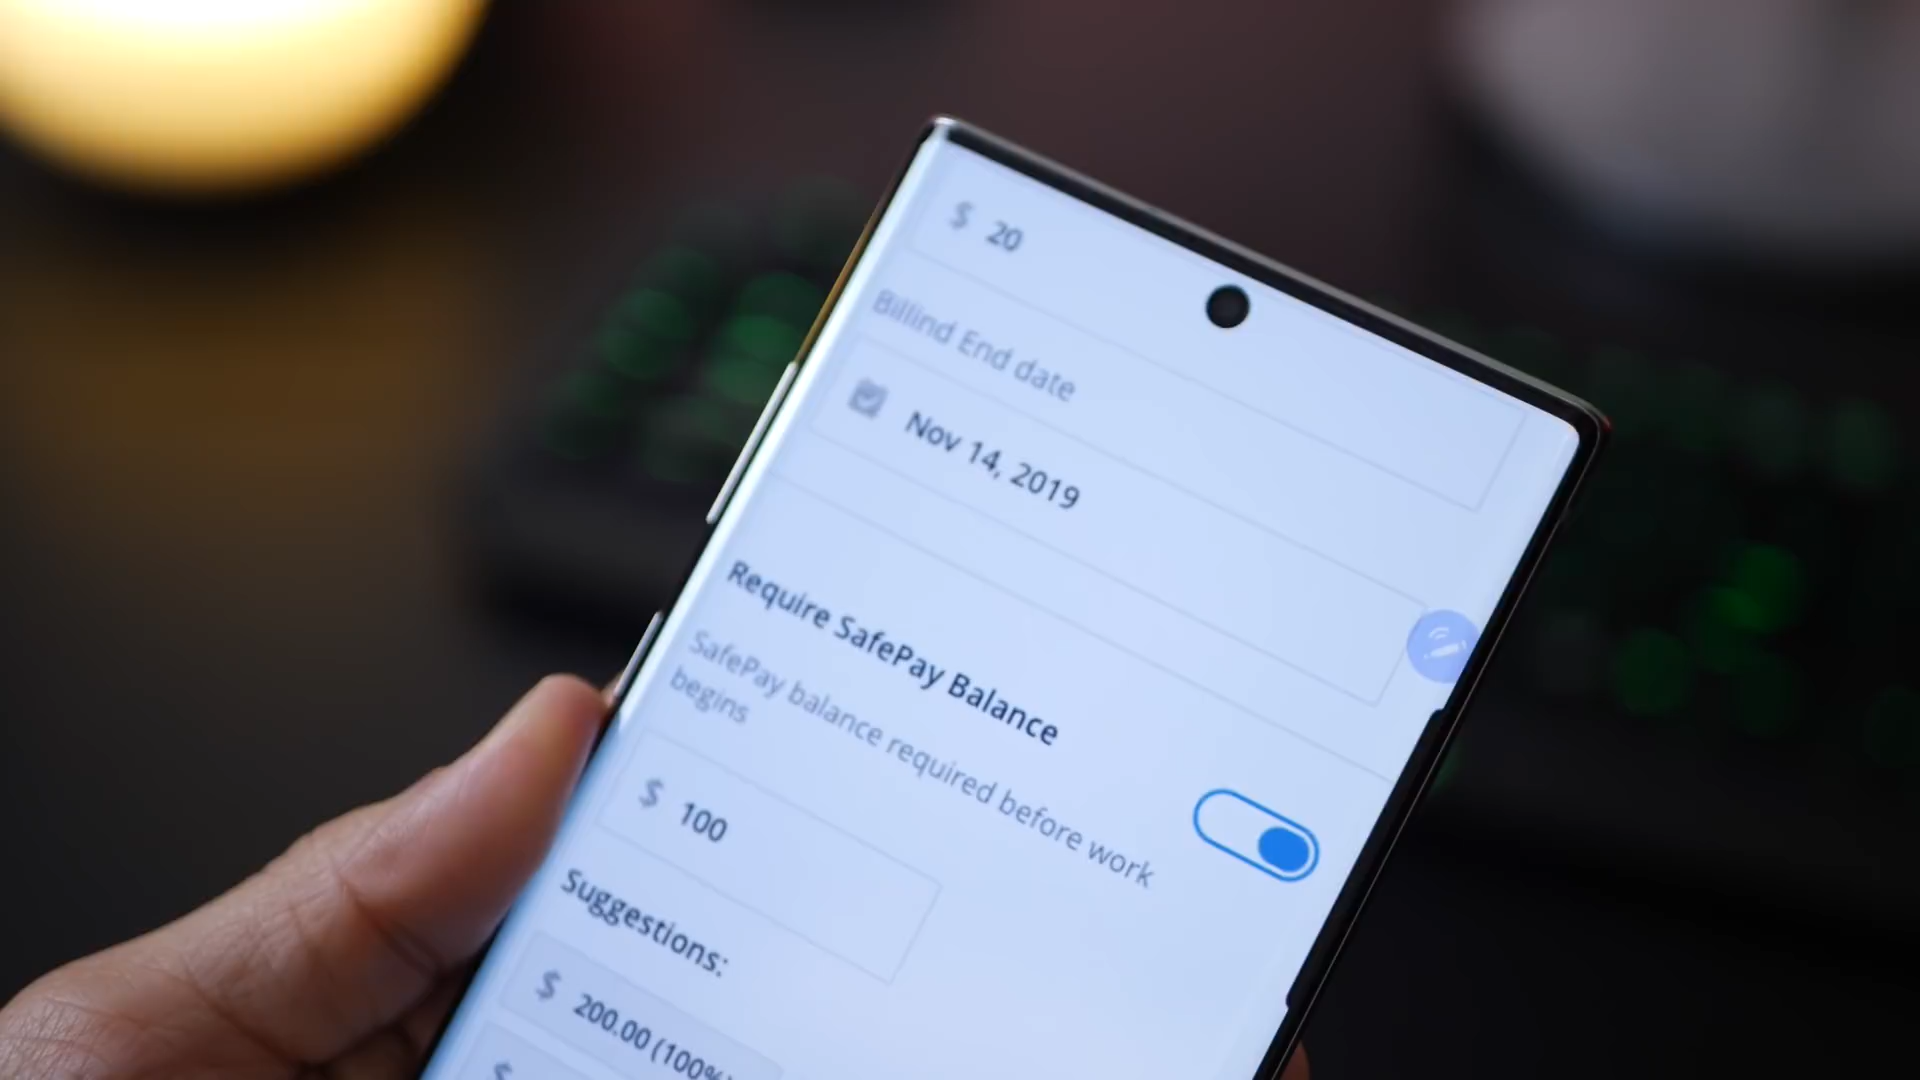 $ 20
Billind End date
Nov 14, 2019
Require SafePay Balance
SafePay balance required before work
begins
$ 100
Suggestions:
$ 200.00 (100%)
$